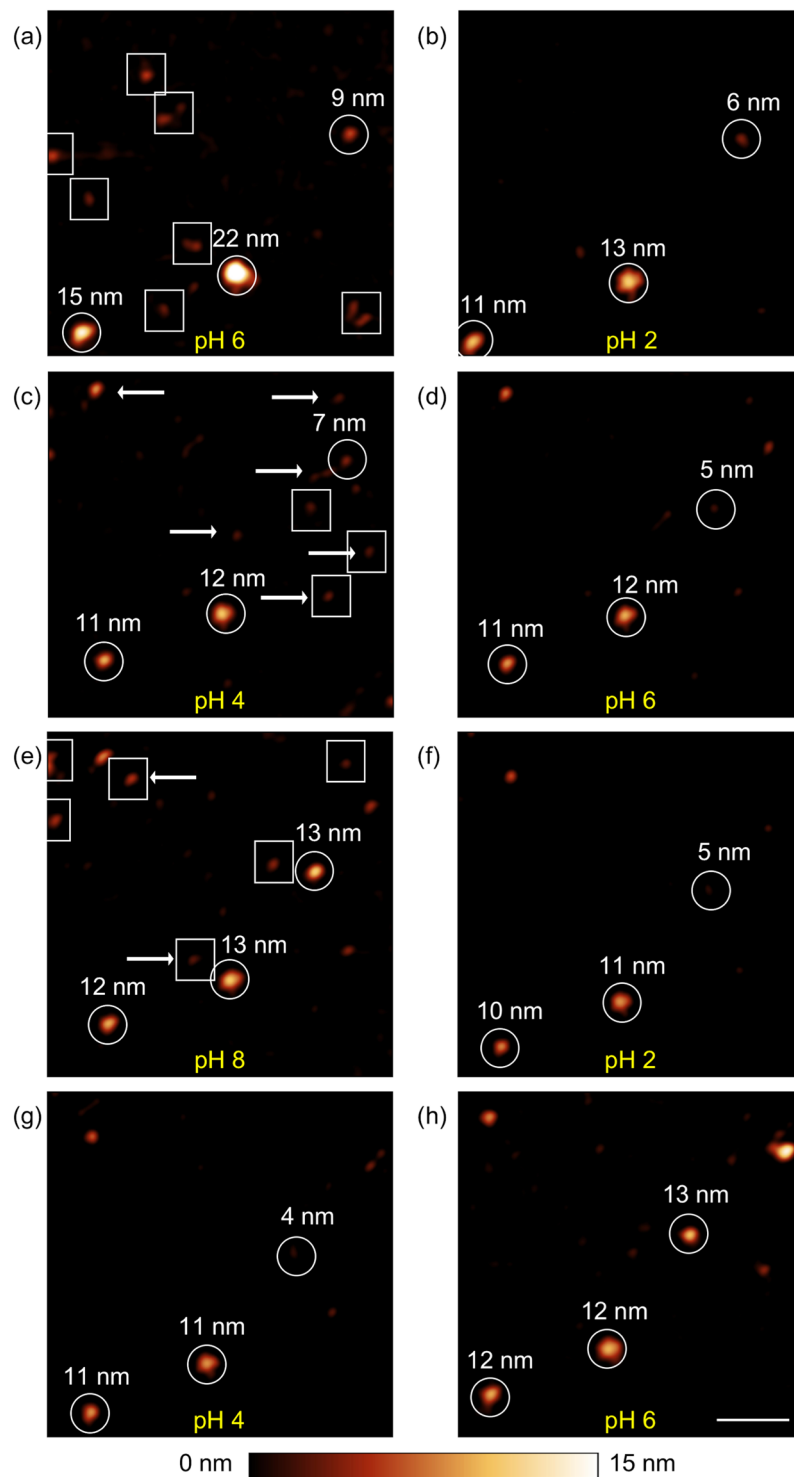 (a)
9 nm
22 nm
15 nm
pH 6
(b)
6 nm
13 nm
11 nm
pH 2
(c)
7 nm
12 nm
11 nm
pH 4
(d)
5 nm
12 nm
11 nm
pH 6
(e)
13 nm
13 nm
12 nm
pH 8
(f)
5 nm
11 nm
10 nm
pH 2
(g)
4 nm
11 nm
11 nm
pH 4
(h)
13 nm
12 nm
12 nm
pH 6
0 nm 15 nm